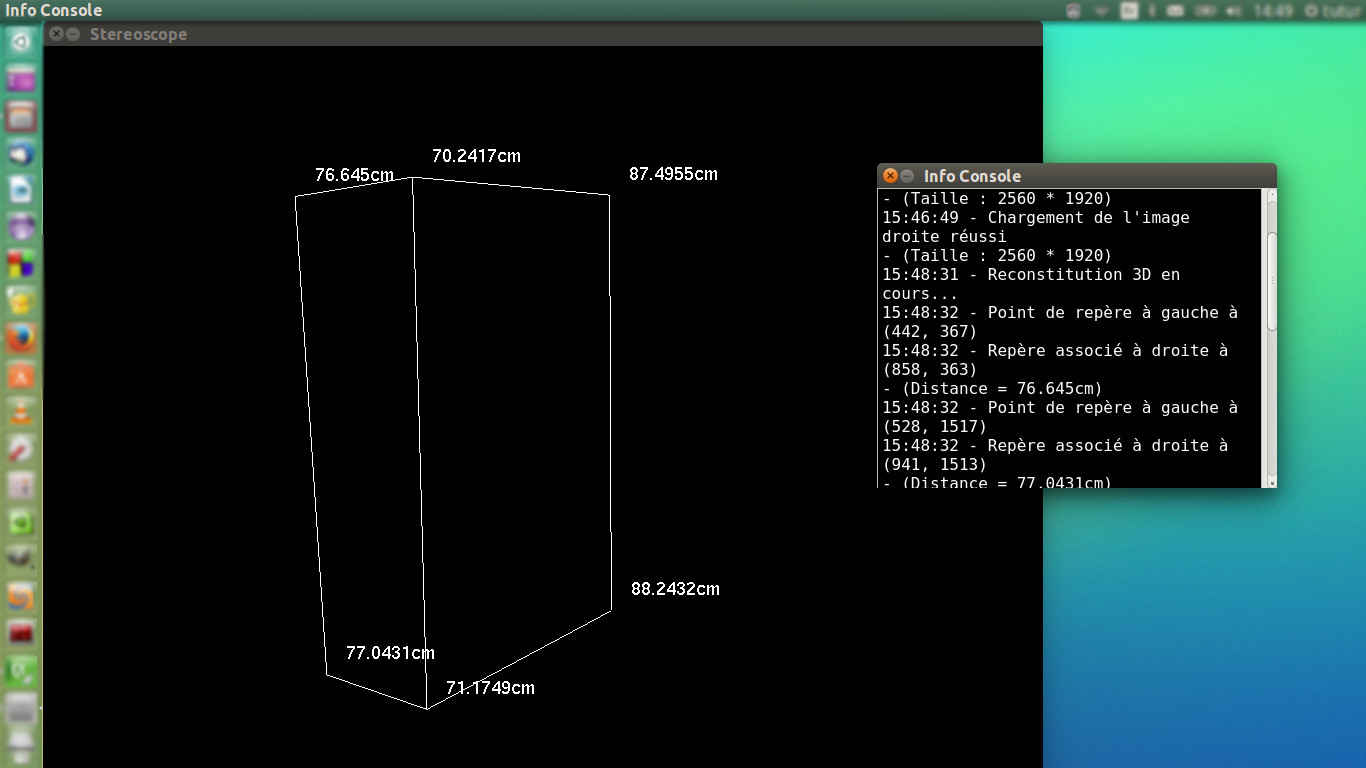 Info Console
14:49
tutur
Stereoscope
70.2417cm
76.645cm
87.4955cm
88.2432cm
77.0431cm
71.1749cm
Info Console
- (Taille : 2560 * 1920)
15:46:49 - Chargement de l'image
droite réussi
- (Taille : 2560 * 1920)
15:48:31 - Reconstitution 3D en
cours...
15:48:32 - Point de repère à gauche à
(442, 367)
15:48:32 - Repère associé à droite à
(858, 363)
- (Distance = 76.645cm)
15:48:32 - Point de repère à gauche à
(528, 1517)
15:48:32 - Repère associé à droite à
(941, 1513)
- (Distance = 77.0431cm)